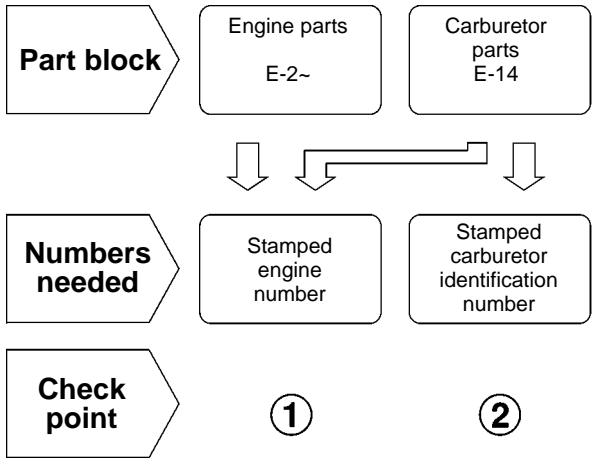 Part block
Engine parts
E-2~
Carburetor
parts
E-14
Numbers
needed
Stamped
engine
number
Stamped
carburetor
identification
number
Check
point
①
②